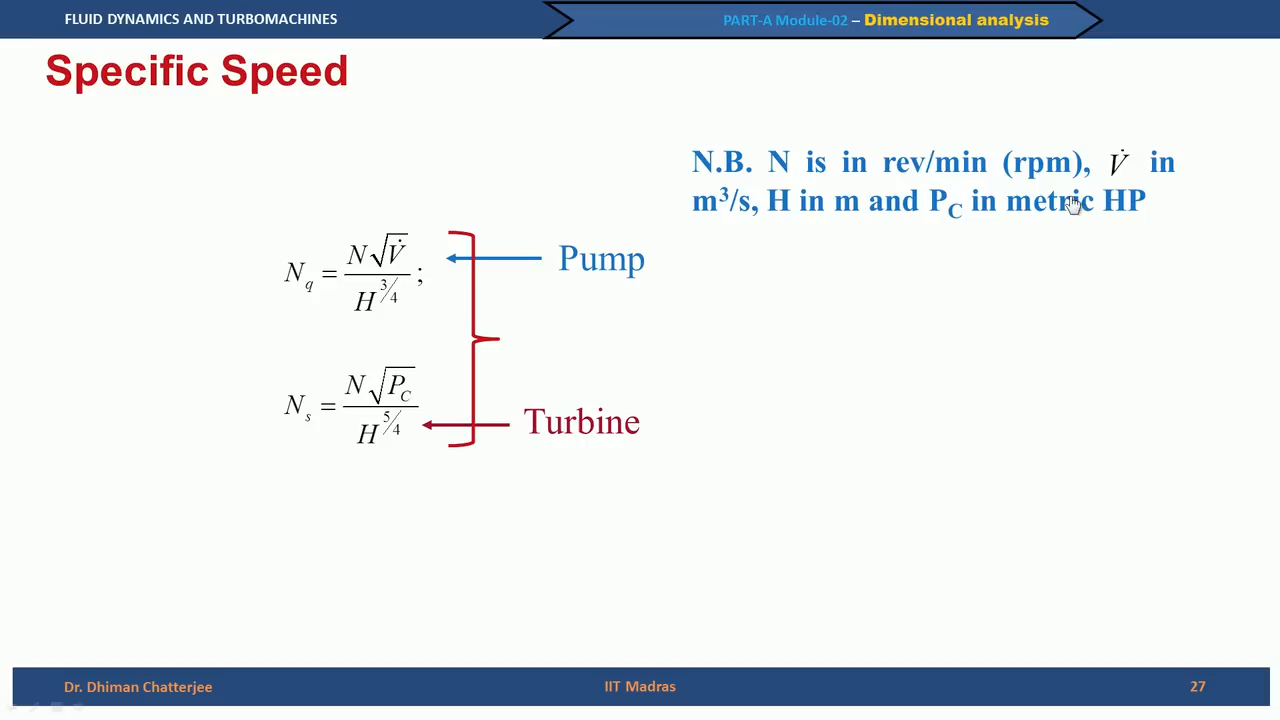 FLUID DYNAMICS AND TURBOMACHINES
PART-A Module-02 – Dimensional analysis
Specific Speed
N.B. N is in rev/min (rpm), V̇ in
m³/s, H in m and P_C in metric HP
N_q = N√V̇ / H^{3/4} ;
Pump
N_s = N√P_C / H^{5/4}
Turbine
Dr. Dhiman Chatterjee
IIT Madras
27